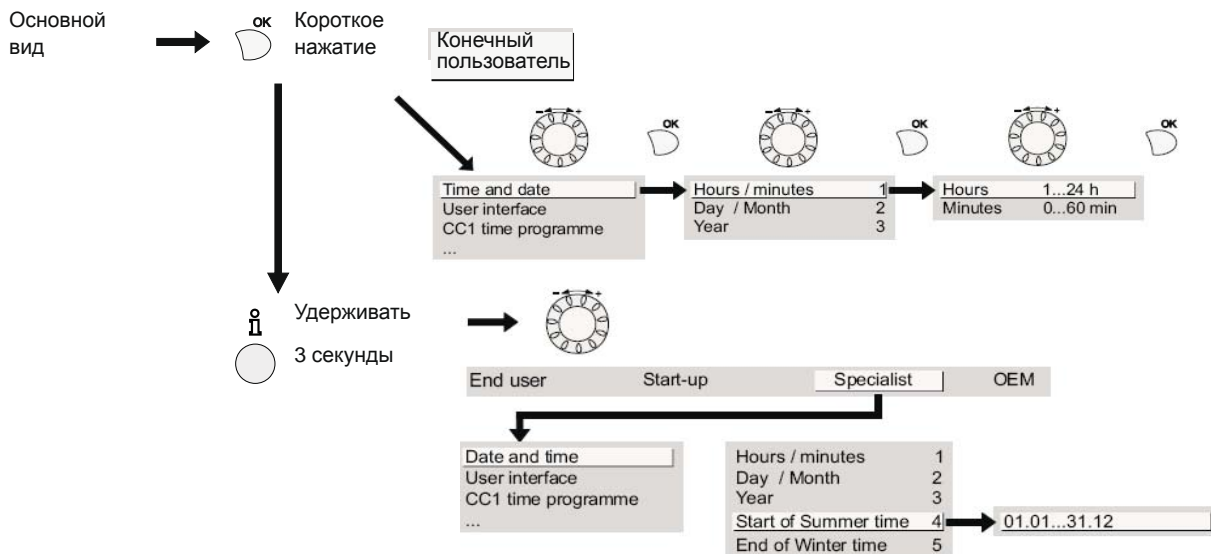 Основной
вид
OK
Короткое
нажатие
Конечный
пользователь
- +
OK
- +
OK
- +
OK
Time and date
User interface
CC1 time programme
...
Hours / minutes 1
Day / Month 2
Year 3
Hours 1...24 h
Minutes 0...60 min
Удерживать
3 секунды
- +
End user Start-up Specialist OEM
Date and time
User interface
CC1 time programme
...
Hours / minutes 1
Day / Month 2
Year 3
Start of Summer time 4
End of Winter time 5
01.01...31.12